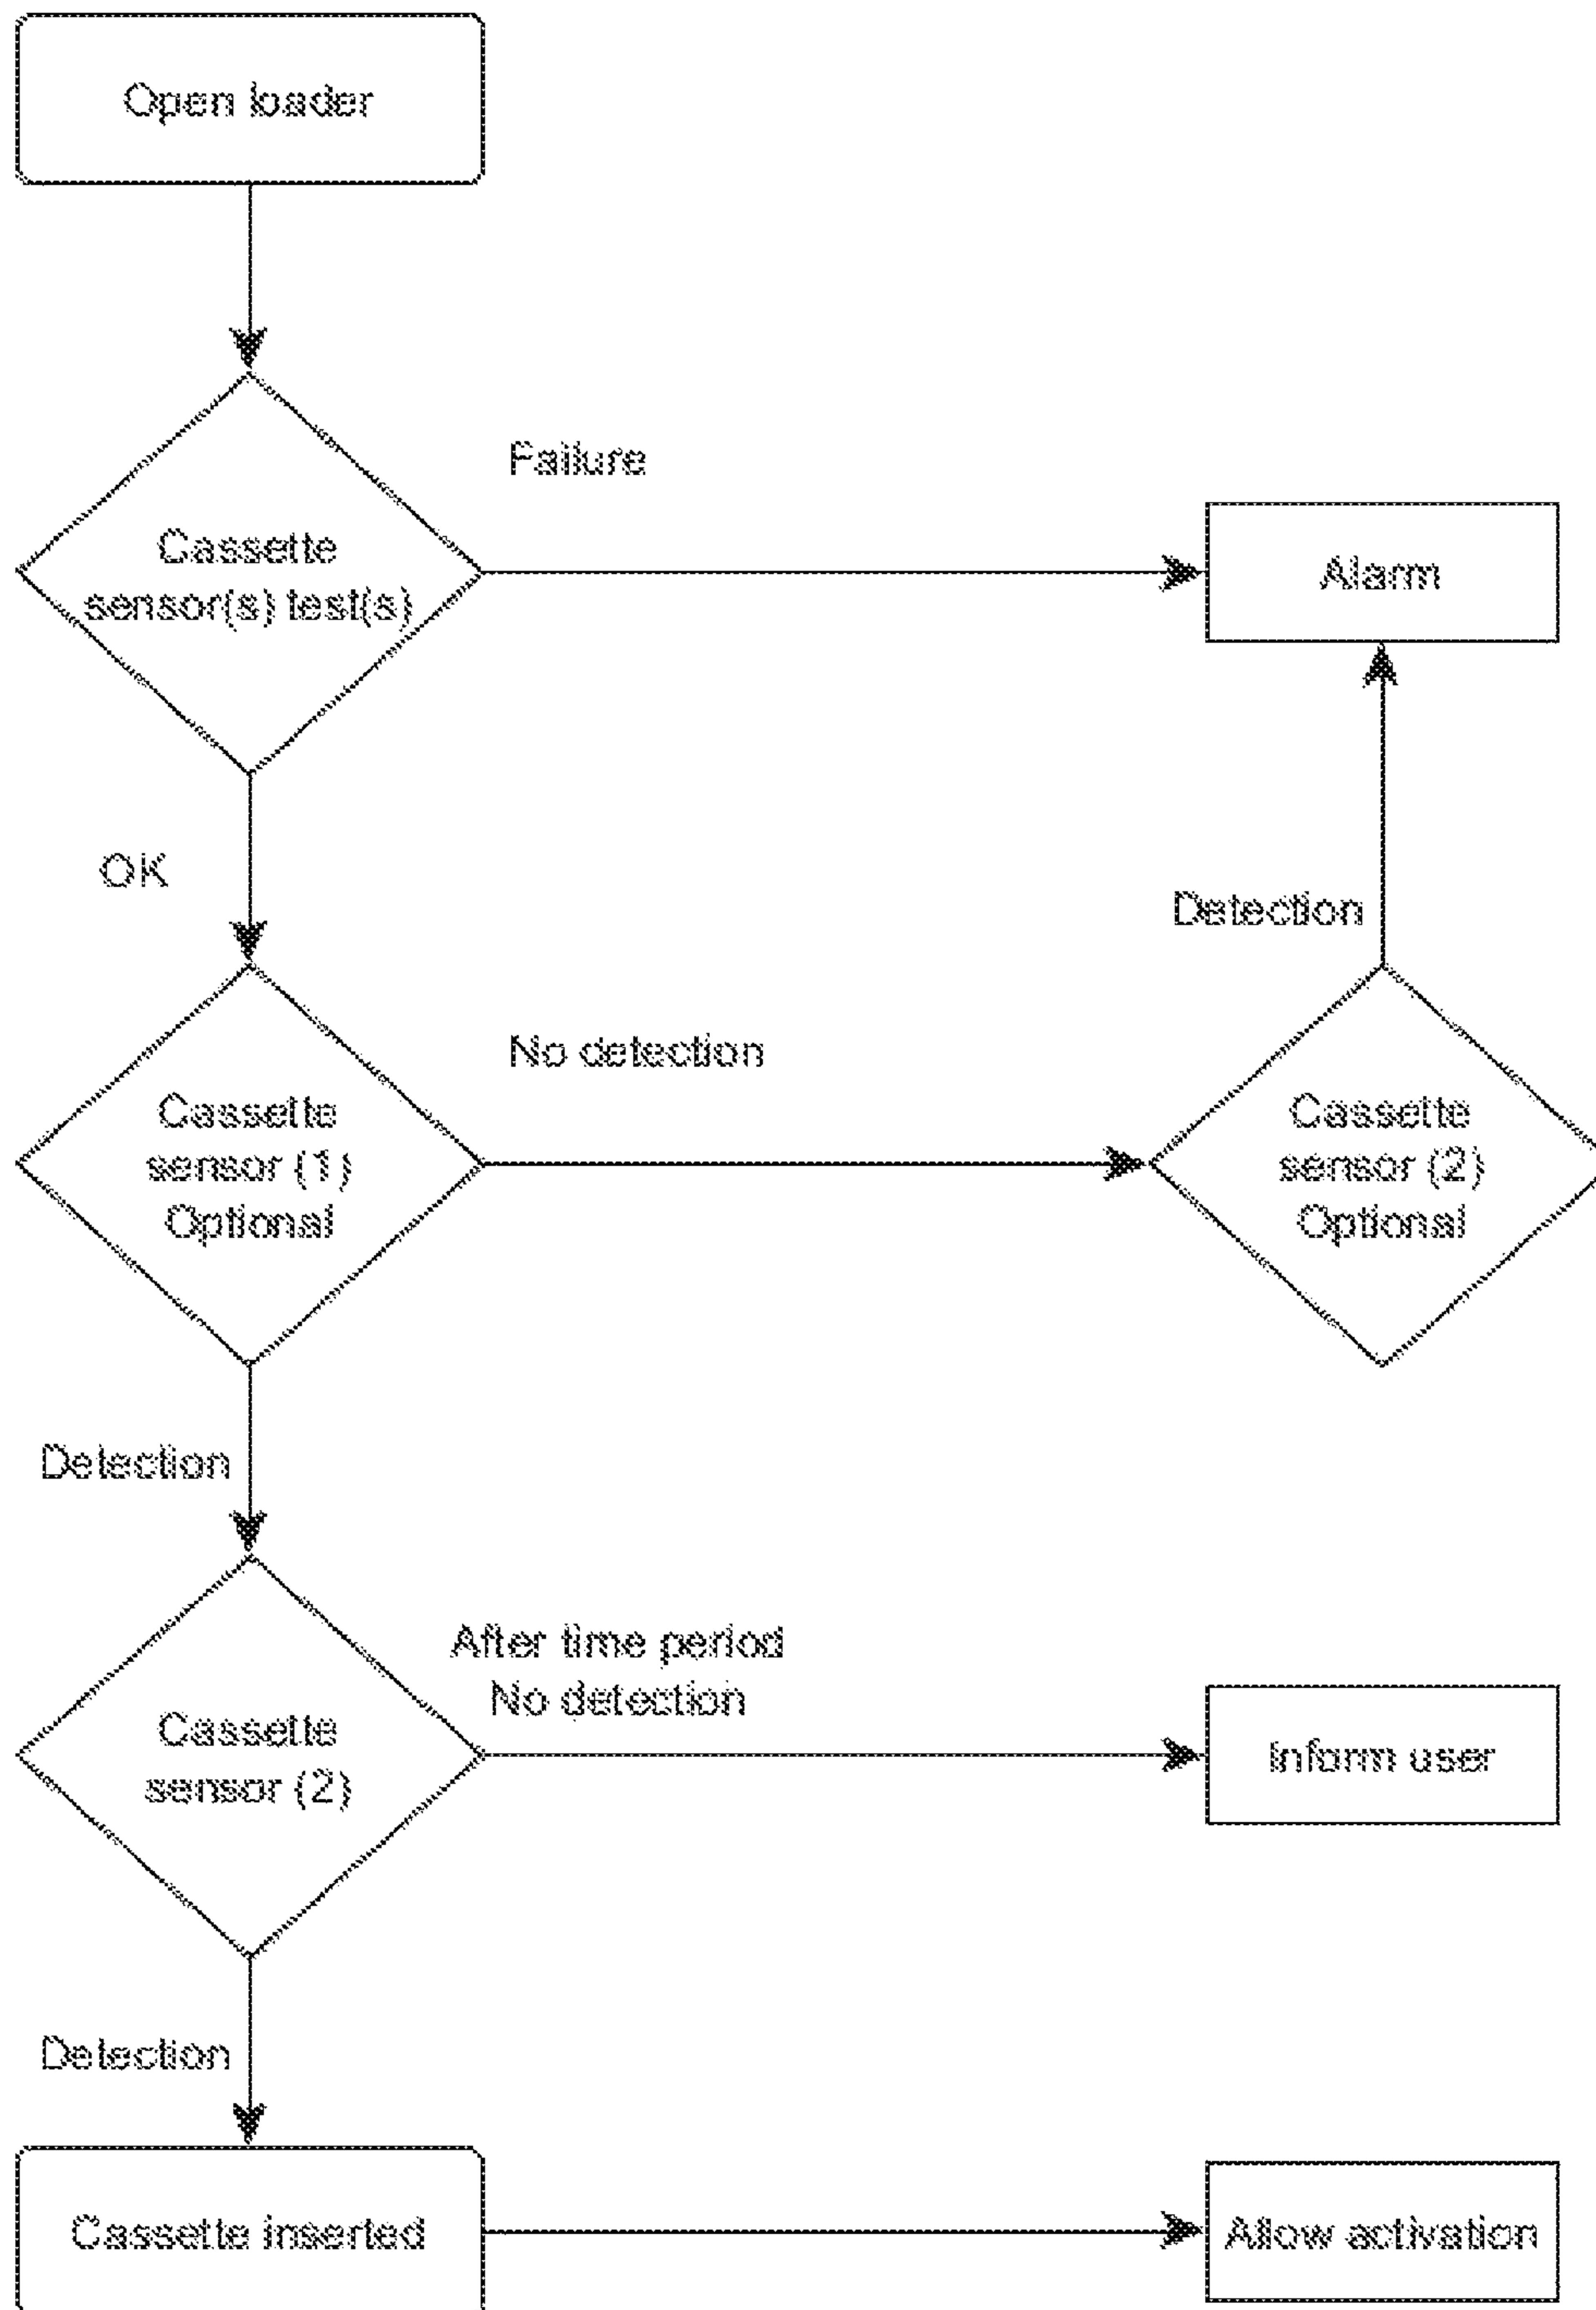 Open loader
Failure
Cassette
sensor(s) test(s)
Alarm
OK
Detection
No detection
Cassette
sensor (1)
Optional
Cassette
sensor (2)
Optional
Detection
After time period
No detection
Cassette
sensor (2)
Inform user
Detection
Cassette inserted
Allow activation